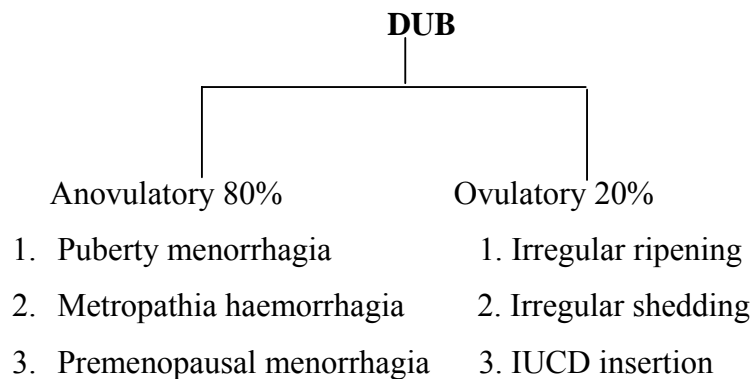 DUB
Anovulatory 80% Ovulatory 20%
1. Puberty menorrhagia 1. Irregular ripening
2. Metropathia haemorrhagia 2. Irregular shedding
3. Premenopausal menorrhagia 3. IUCD insertion